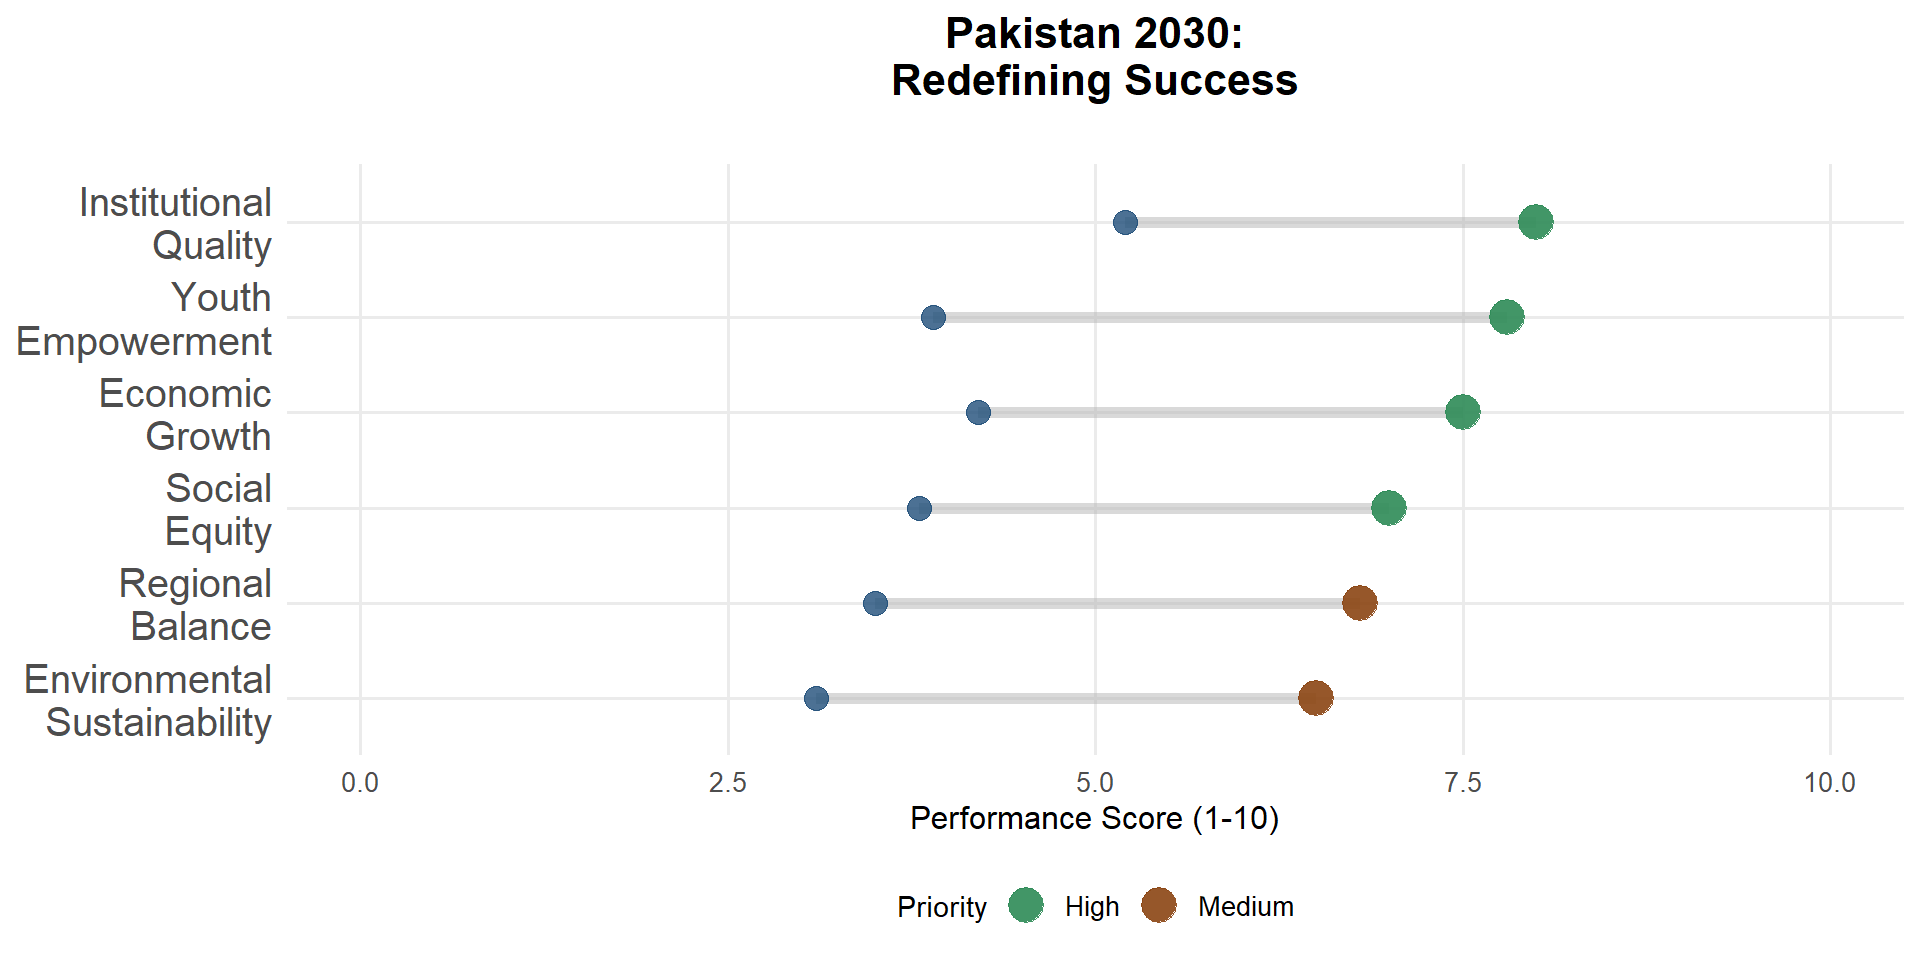 Pakistan 2030:
Redefining Success
Institutional
Quality
Youth
Empowerment
Economic
Growth
Social
Equity
Regional
Balance
Environmental
Sustainability
0.0 2.5 5.0 7.5 10.0
Performance Score (1-10)
Priority High Medium